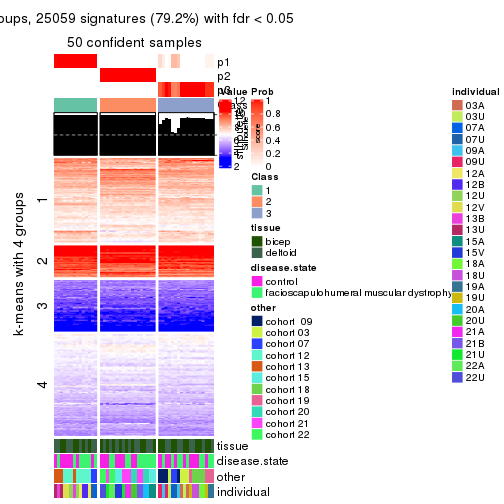 oups, 25059 signatures (79.2%) with fdr < 0.05
50 confident samples
p1
p2
k-means with 4 groups
1
2
3
4
tissue
disease.state
other
individual
Prob
1
0.8
0.6
0.4
0.2
0
Class
1
2
3
tissue
bicep
deltoid
disease.state
control
facioscapulohumeral muscular dystrophy
other
cohort 09
cohort 03
cohort 07
cohort 12
cohort 13
cohort 15
cohort 18
cohort 19
cohort 20
cohort 21
cohort 22
individual
03A
03U
07A
07U
09A
09U
12A
12B
12U
12V
13B
13U
15A
15V
18A
18U
19A
19U
20A
20U
21A
21B
21U
22A
22U